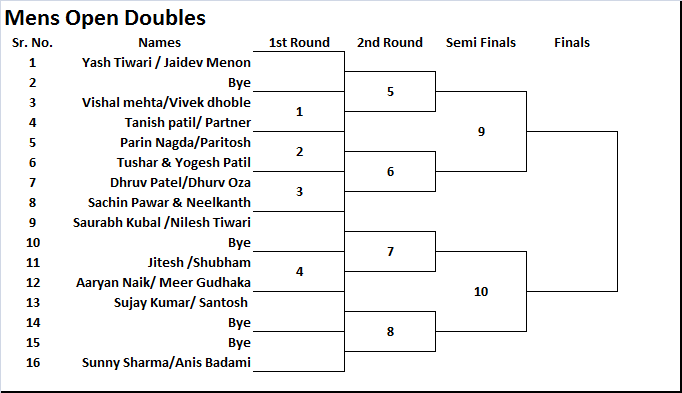 Mens Open Doubles
Sr. No. Names 1st Round 2nd Round Semi Finals Finals
1 Yash Tiwari / Jaidev Menon
2 Bye 5
3 Vishal mehta/Vivek dhoble 1
4 Tanish patil/ Partner 9
5 Parin Nagda/Paritosh 2
6 Tushar & Yogesh Patil 6
7 Dhruv Patel/Dhurv Oza 3
8 Sachin Pawar & Neelkanth
9 Saurabh Kubal /Nilesh Tiwari
10 Bye 7
11 Jitesh /Shubham 4
12 Aaryan Naik/ Meer Gudhaka 10
13 Sujay Kumar/ Santosh
14 Bye 8
15 Bye
16 Sunny Sharma/Anis Badami